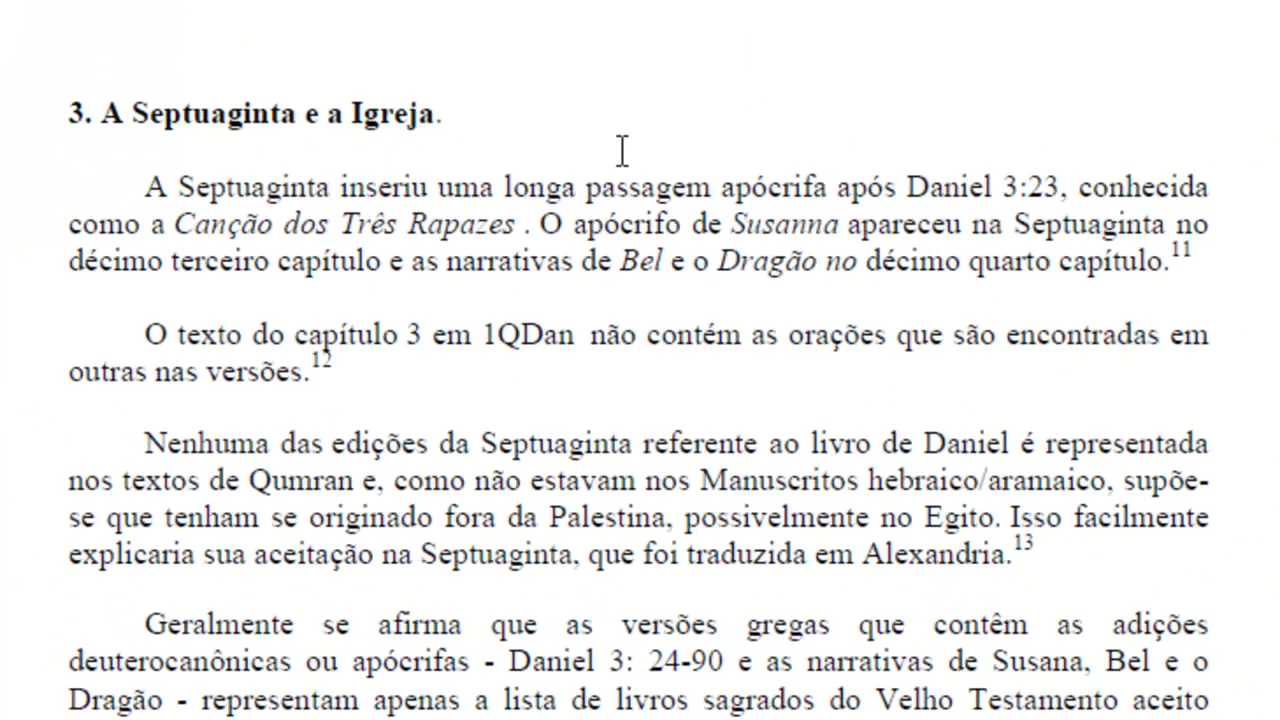 3. A Septuaginta e a Igreja.
A Septuaginta inseriu uma longa passagem apócrifa após Daniel 3:23, conhecida
como a Canção dos Três Rapazes . O apócrifo de Susanna apareceu na Septuaginta no
décimo terceiro capítulo e as narrativas de Bel e o Dragão no décimo quarto capítulo.11
O texto do capítulo 3 em 1QDan não contém as orações que são encontradas em
outras nas versões.12
Nenhuma das edições da Septuaginta referente ao livro de Daniel é representada
nos textos de Qumran e, como não estavam nos Manuscritos hebraico/aramaico, supõe-
se que tenham se originado fora da Palestina, possivelmente no Egito. Isso facilmente
explicaria sua aceitação na Septuaginta, que foi traduzida em Alexandria.13
Geralmente se afirma que as versões gregas que contêm as adições
deuterocanônicas ou apócrifas - Daniel 3: 24-90 e as narrativas de Susana, Bel e o
Dragão - representam apenas a lista de livros sagrados do Velho Testamento aceito